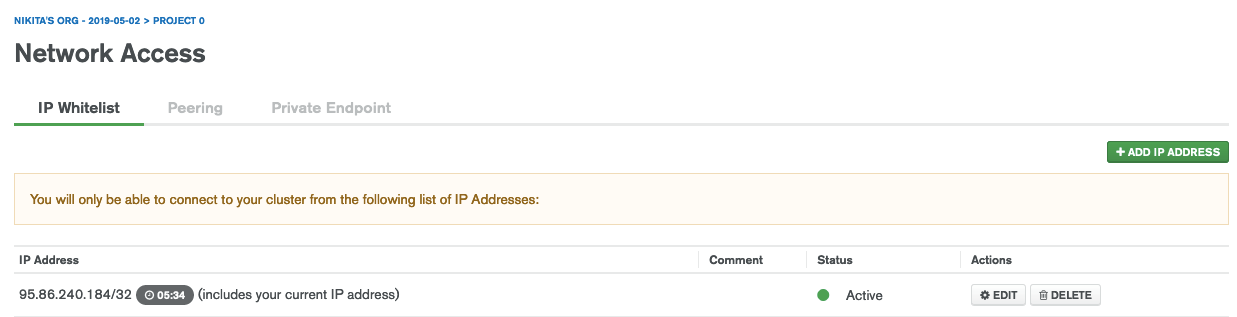 NIKITA'S ORG - 2019-05-02 > PROJECT 0
Network Access
IP Whitelist Peering Private Endpoint
+ ADD IP ADDRESS
You will only be able to connect to your cluster from the following list of IP Addresses:
IP Address Comment Status Actions
95.86.240.184/32 05:34 (includes your current IP address) Active EDIT DELETE